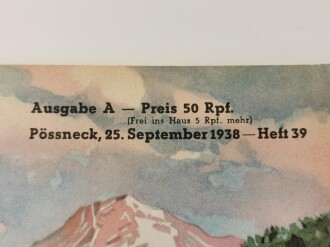 Ausgabe A — Preis 50 Rpf.
(Frei ins Haus 5 Rpf. mehr)
Pössneck, 25. September 1938 — Heft 39